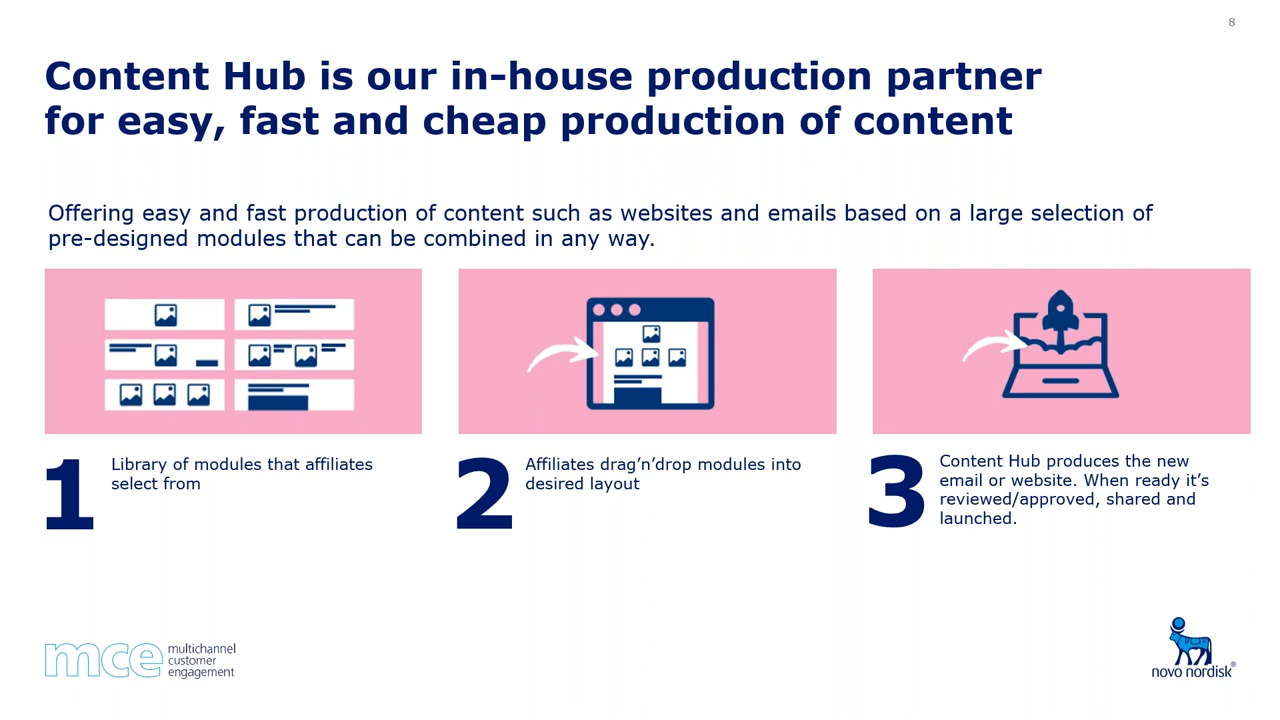 8
Content Hub is our in-house production partner
for easy, fast and cheap production of content
Offering easy and fast production of content such as websites and emails based on a large selection of
pre-designed modules that can be combined in any way.
1
Library of modules that affiliates
select from
2
Affiliates drag’n’drop modules into
desired layout
3
Content Hub produces the new
email or website. When ready it’s
reviewed/approved, shared and
launched.
mce
multichannel
customer
engagement
novo nordisk®